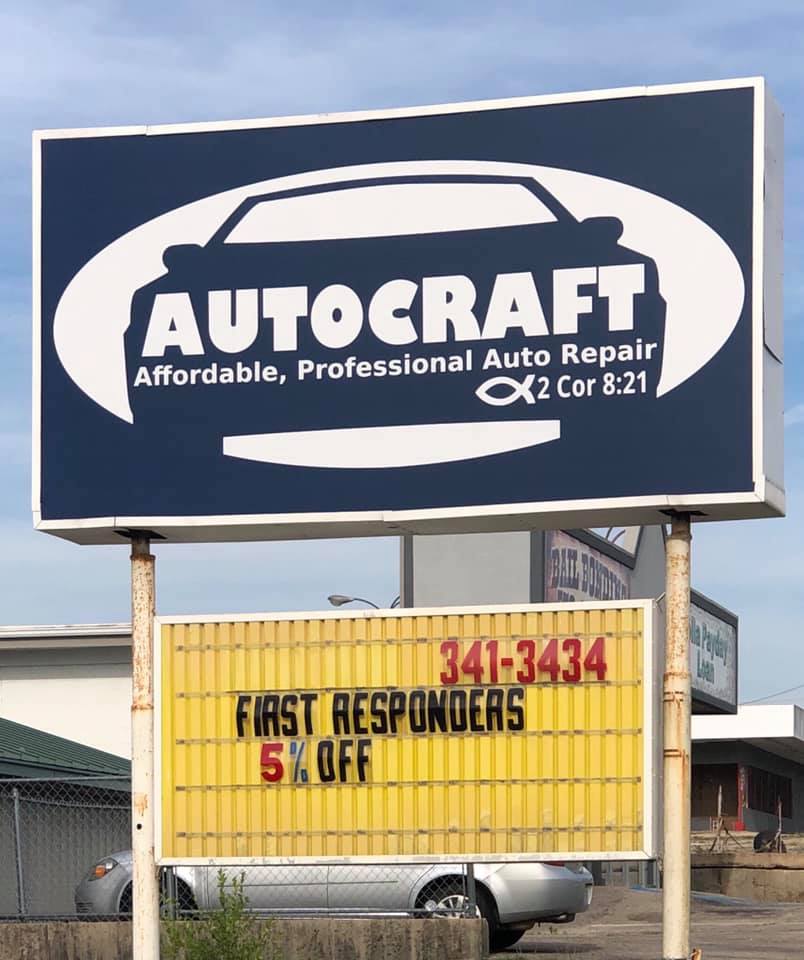 AUTOCRAFT
Affordable, Professional Auto Repair
2 Cor 8:21
BAIL BONDING
341-3434
FIRST RESPONDERS
5% OFF
Payday
Loan